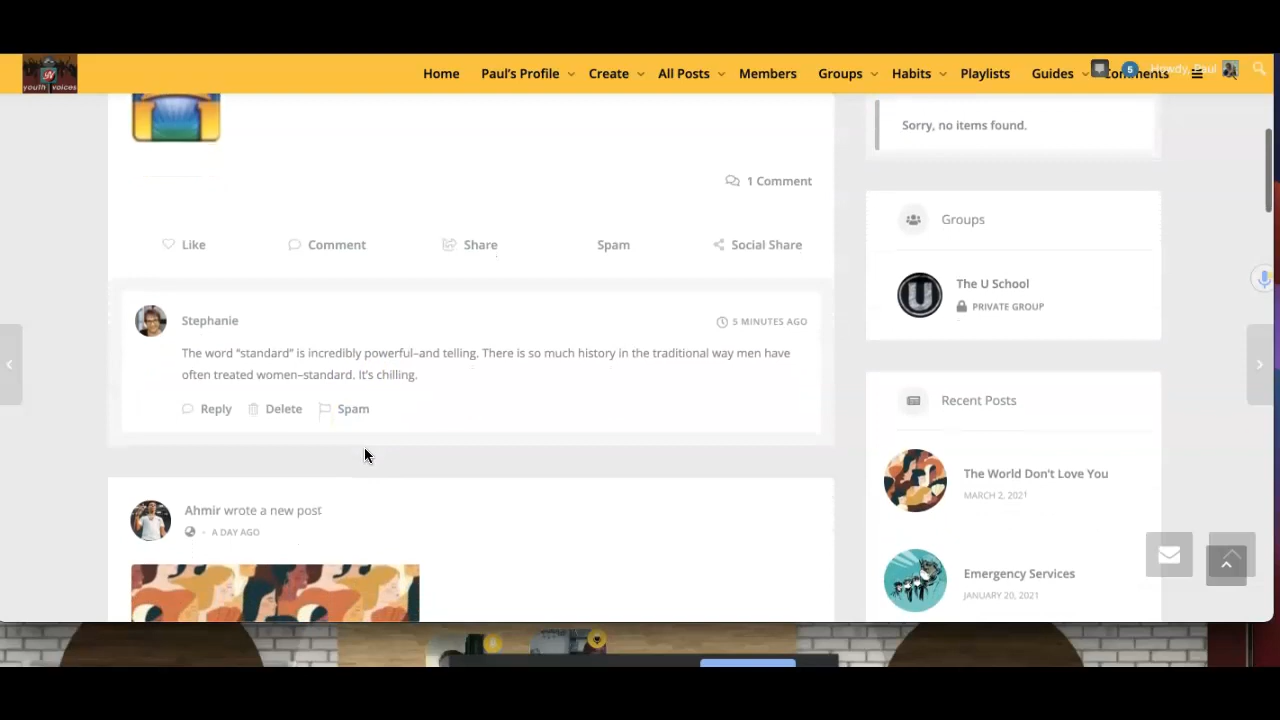 youth voices
Home Paul's Profile Create All Posts Members Groups Habits Playlists Guides Comments
5 Howdy, Paul
Sorry, no items found.
1 Comment
Like Comment Share Spam Social Share
Groups
The U School
PRIVATE GROUP
Stephanie
5 MINUTES AGO
The word “standard” is incredibly powerful–and telling. There is so much history in the traditional way men have
often treated women–standard. It's chilling.
Reply Delete Spam
Recent Posts
The World Don't Love You
MARCH 2, 2021
Emergency Services
JANUARY 20, 2021
Ahmir wrote a new post
- A DAY AGO